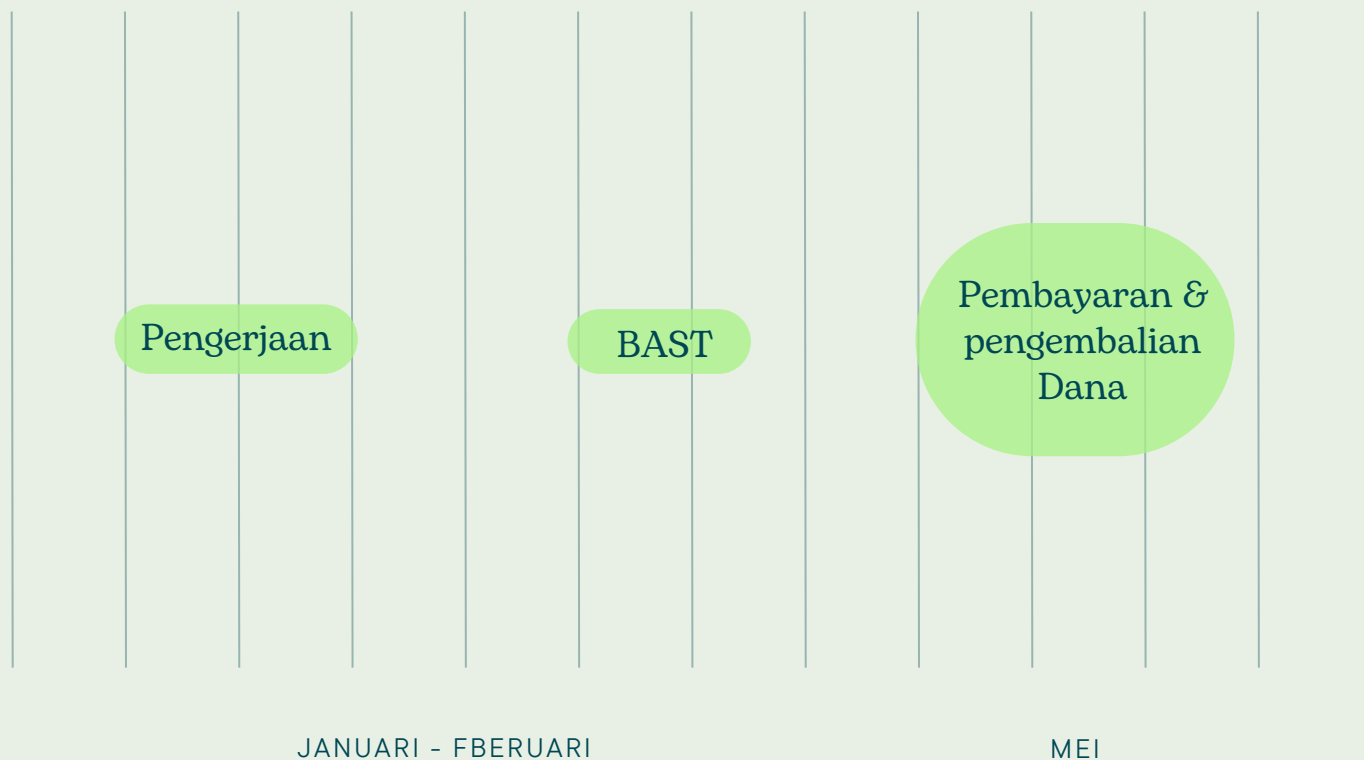 Pengerjaan
BAST
Pembayaran &
pengembalian
Dana
JANUARI - FBERUARI
MEI